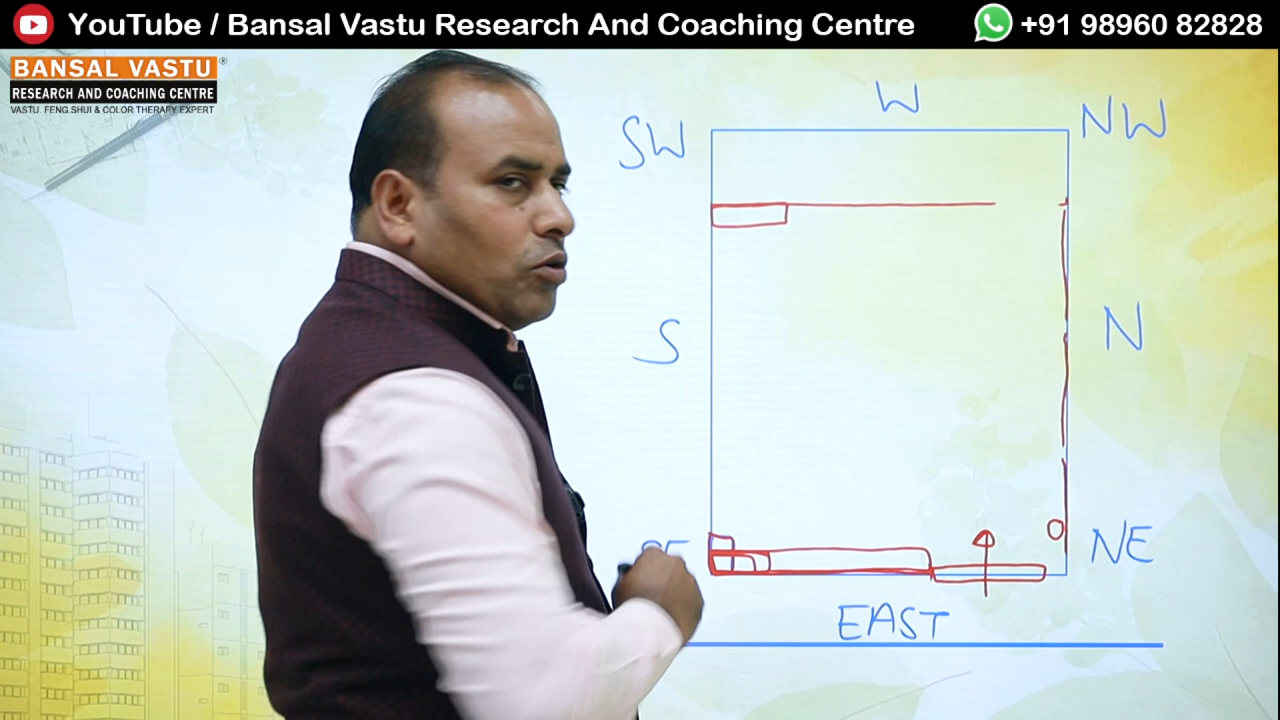 YouTube / Bansal Vastu Research And Coaching Centre
+91 98960 82828
BANSAL VASTU®
RESEARCH AND COACHING CENTRE
VASTU, FENG SHUI & COLOR THERAPY EXPERT
W
SW
NW
S
N
NE
EAST